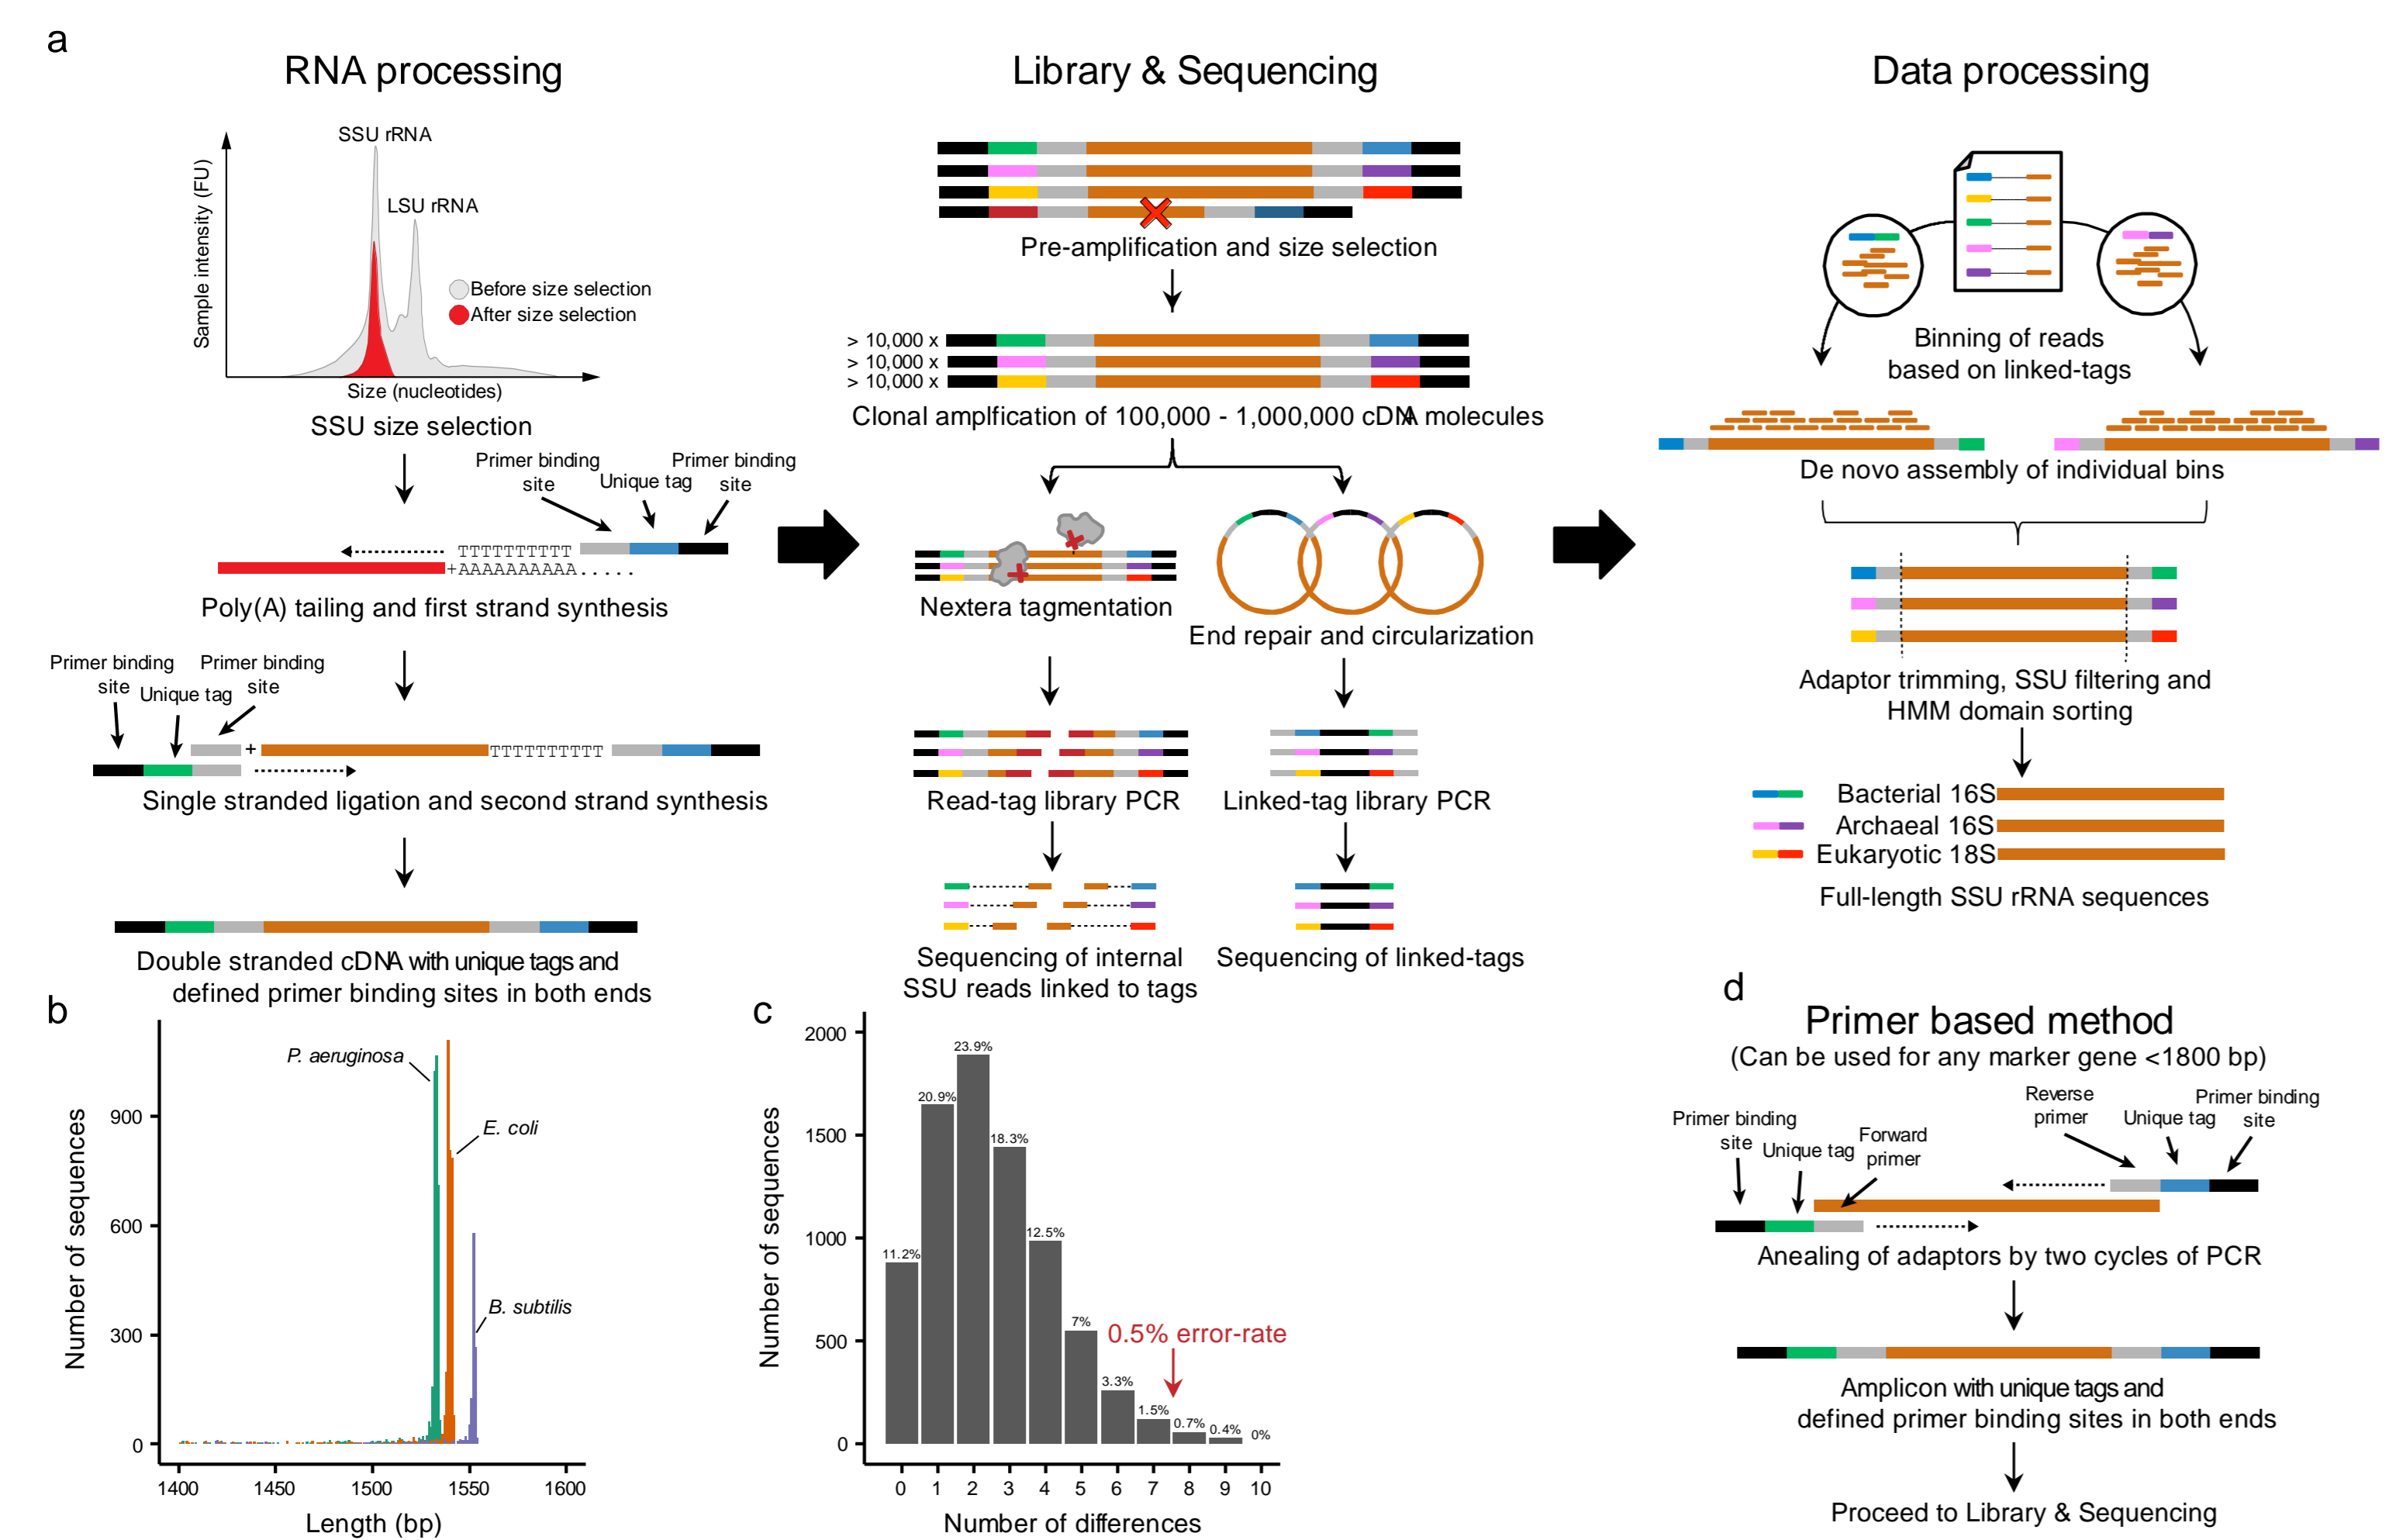 a
RNA processing
SSU rRNA
LSU rRNA
Sample intensity (FU)
Before size selection
After size selection
Size (nucleotides)
SSU size selection
Primer binding
site
Unique tag
Primer binding
site
TTTTTTTTTT
+AAAAAAAAAA.....
Poly(A) tailing and first strand synthesis
Primer binding
site
Unique tag
Primer binding
site
+
TTTTTTTTTT
Single stranded ligation and second strand synthesis
Double stranded cDNA with unique tags and
defined primer binding sites in both ends
Library & Sequencing
Pre-amplification and size selection
> 10,000 x
> 10,000 x
> 10,000 x
Clonal amplfication of 100,000 - 1,000,000 cDNA molecules
Nextera tagmentation
End repair and circularization
Read-tag library PCR
Linked-tag library PCR
Sequencing of internal
SSU reads linked to tags
Sequencing of linked-tags
Data processing
Binning of reads
based on linked-tags
De novo assembly of individual bins
Adaptor trimming, SSU filtering and
HMM domain sorting
Bacterial 16S
Archaeal 16S
Eukaryotic 18S
Full-length SSU rRNA sequences
b
Number of sequences
900
600
300
0
P. aeruginosa
E. coli
B. subtilis
1400 1450 1500 1550 1600
Length (bp)
c
Number of sequences
2000
1500
1000
500
0
11.2%
20.9%
23.9%
18.3%
12.5%
7%
3.3%
1.5%
0.7%
0.4%
0%
0.5% error-rate
0 1 2 3 4 5 6 7 8 9 10
Number of differences
d
Primer based method
(Can be used for any marker gene <1800 bp)
Primer binding
site
Unique tag
Forward
primer
Reverse
primer
Unique tag
Primer binding
site
Anealing of adaptors by two cycles of PCR
Amplicon with unique tags and
defined primer binding sites in both ends
Proceed to Library & Sequencing